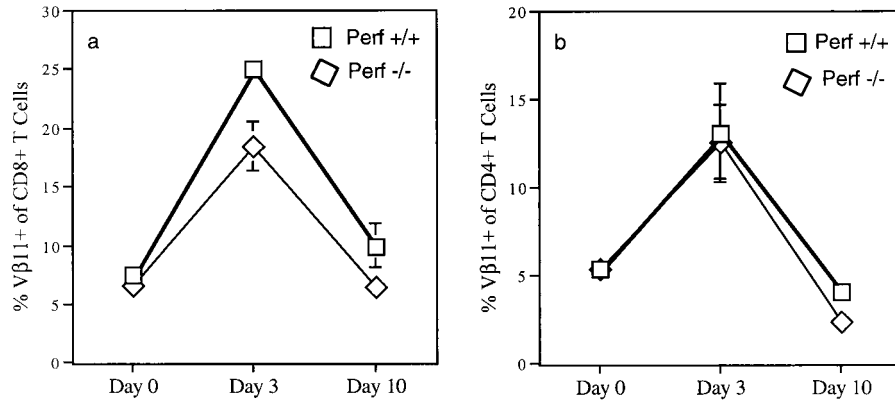 a
Perf +/+
Perf -/-
% Vβ11+ of CD8+ T Cells
30
25
20
15
10
5
0
Day 0
Day 3
Day 10
b
Perf +/+
Perf -/-
% Vβ11+ of CD4+ T Cells
20
15
10
5
0
Day 0
Day 3
Day 10